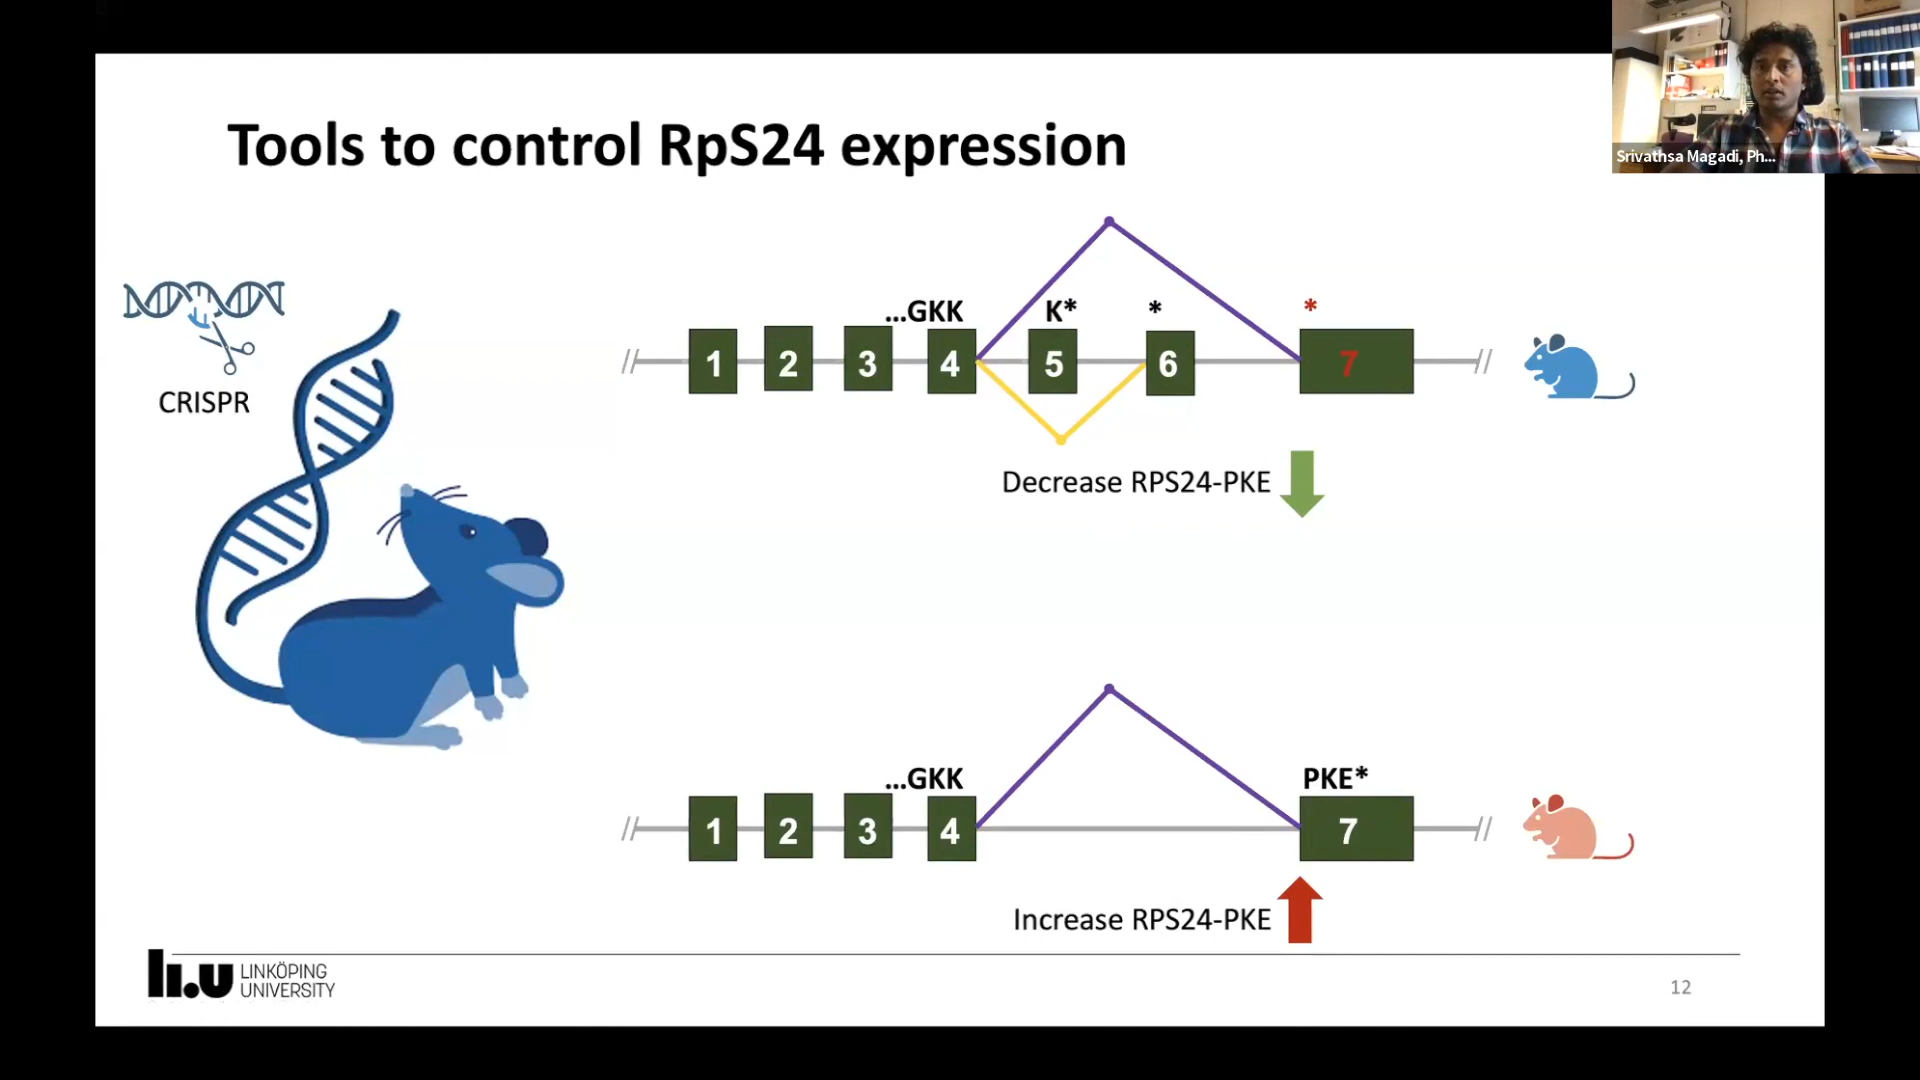 Tools to control RpS24 expression
Srivathsa Magadi, Ph...
CRISPR
...GKK K* * *
1 2 3 4 5 6 7
Decrease RPS24-PKE
...GKK PKE*
1 2 3 4 7
Increase RPS24-PKE
li.u LINKÖPING
UNIVERSITY
12